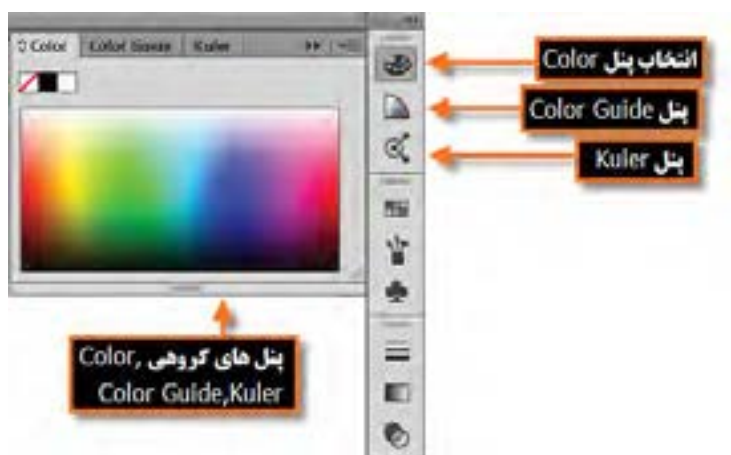 Color
Color Guide
Kuler
انتخاب پنل Color
پنل Color Guide
پنل Kuler
پنل های گروهی Color,
Color Guide,Kuler